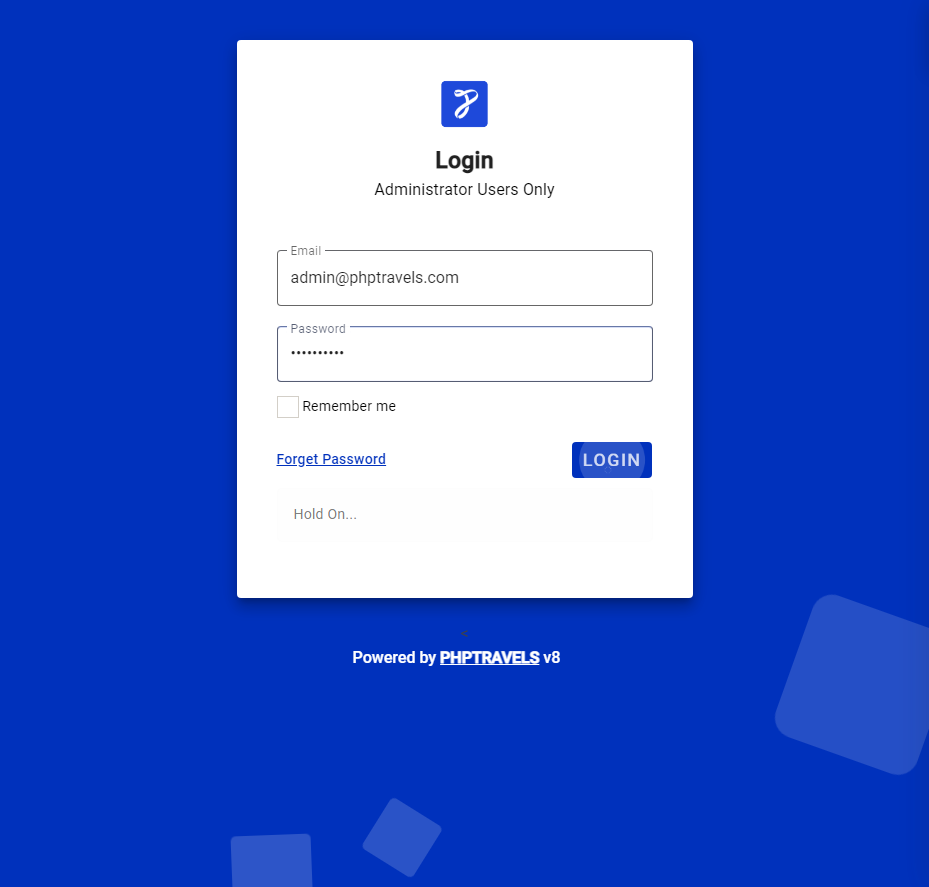 Login
Administrator Users Only
Email
admin@phptravels.com
Password
••••••••••
Remember me
Forget Password
LOGIN
Hold On...
<
Powered by PHPTRAVELS v8